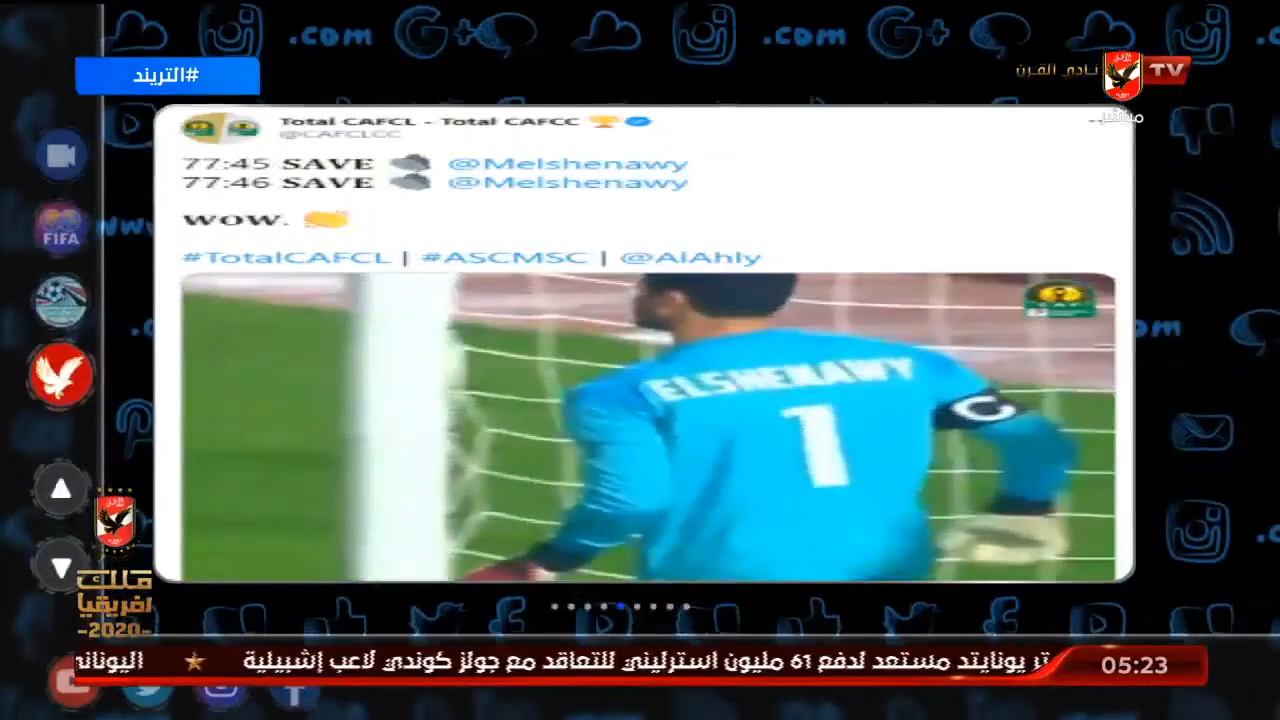 #التريند
نادي القرن
TV
مباشر
Total CAFCL - Total CAFCC
@CAFCLCC
77:45 SAVE @Melshenawy
77:46 SAVE @Melshenawy
WOW.
#TotalCAFCL | #ASCMSC | @AlAhly
FIFA
ELSHENAWY
1
C
ملك
افريقيا
-2020-
.com
G+
.com
G+
يونايتد مستعد لدفع 61 مليون استرليني للتعاقد مع جولز كوندي لاعب إشبيلية
05:23